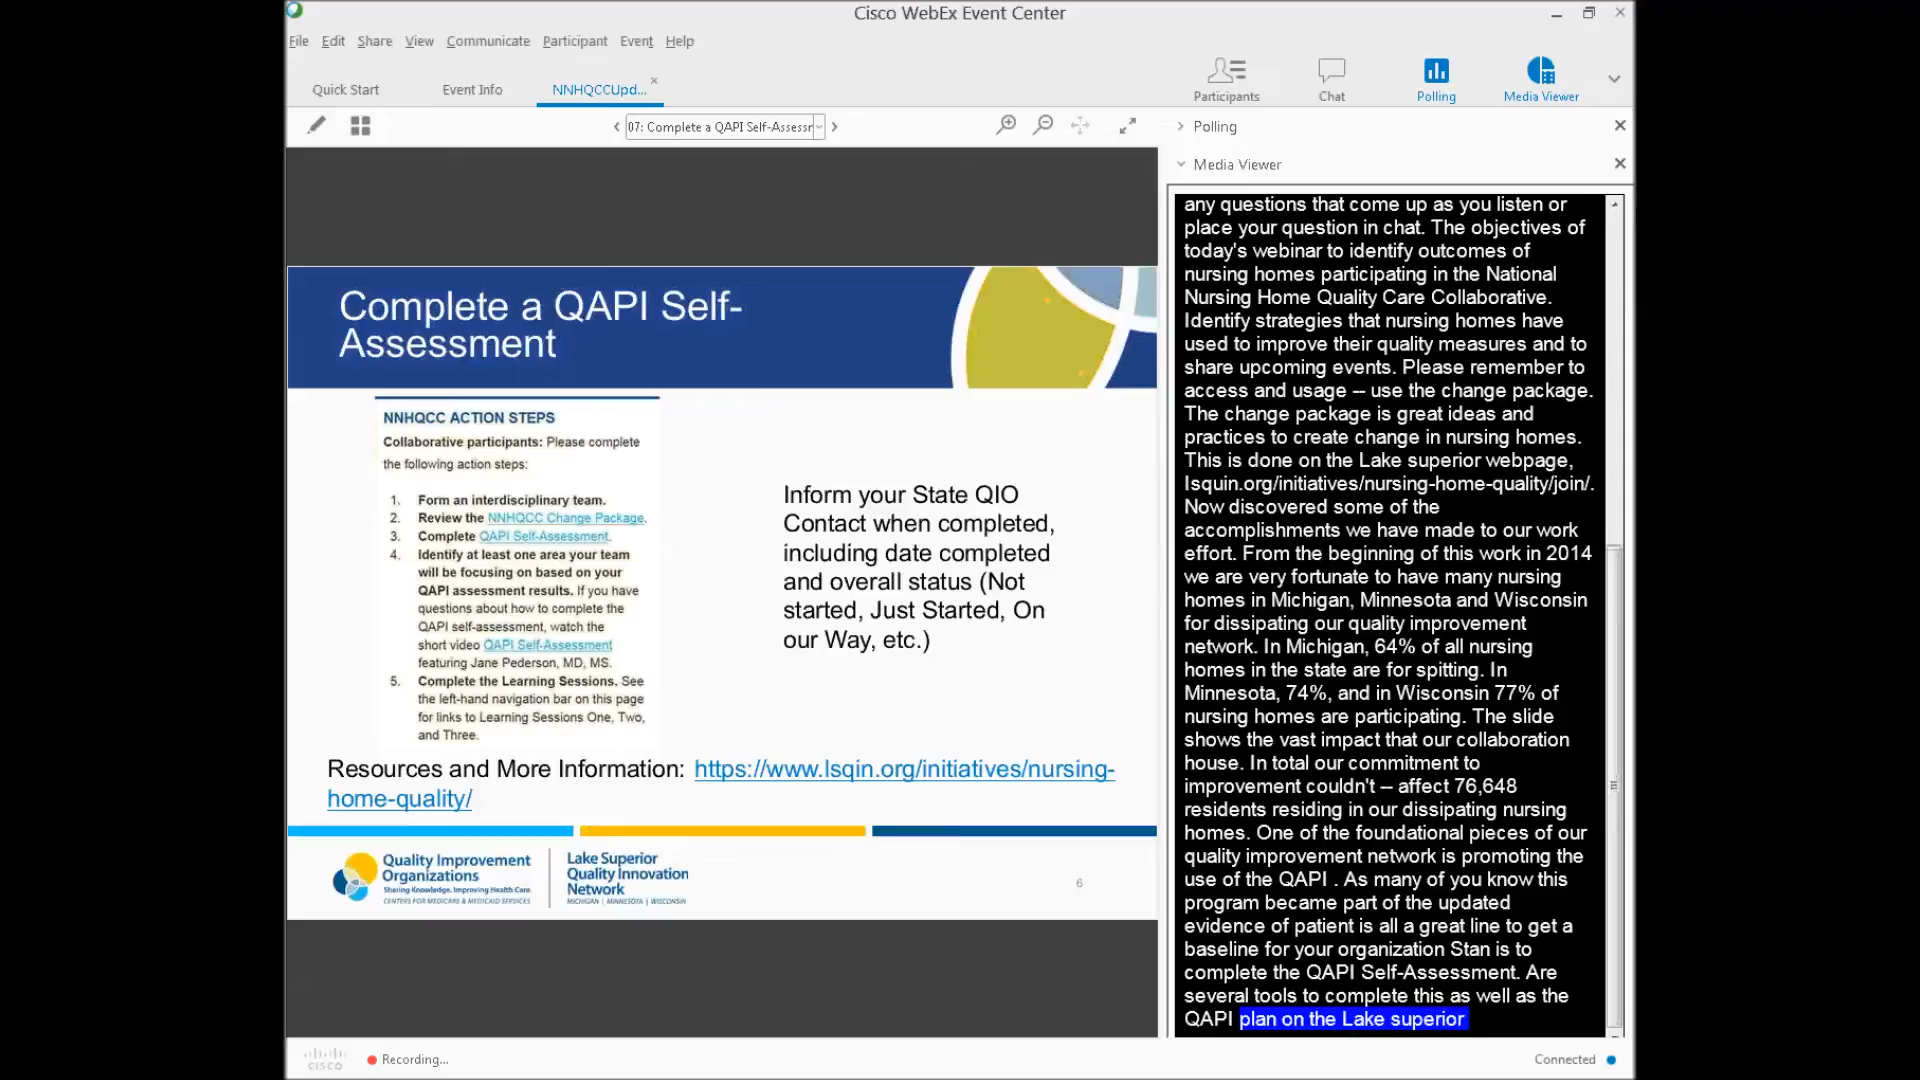 Cisco WebEx Event Center
File Edit Share View Communicate Participant Event Help
Quick Start Event Info NNHQCCUpd...
Participants Chat Polling Media Viewer
07: Complete a QAPI Self-Assessr
Polling
Media Viewer
Complete a QAPI Self-
Assessment
NNHQCC ACTION STEPS
Collaborative participants: Please complete
the following action steps:
1. Form an interdisciplinary team.
2. Review the NNHQCC Change Package.
3. Complete QAPI Self-Assessment.
4. Identify at least one area your team
will be focusing on based on your
QAPI assessment results. If you have
questions about how to complete the
QAPI self-assessment, watch the
short video QAPI Self-Assessment
featuring Jane Pederson, MD, MS.
5. Complete the Learning Sessions. See
the left-hand navigation bar on this page
for links to Learning Sessions One, Two,
and Three.
Inform your State QIO
Contact when completed,
including date completed
and overall status (Not
started, Just Started, On
our Way, etc.)
Resources and More Information: https://www.lsqin.org/initiatives/nursing-
home-quality/
Quality Improvement
Organizations
Sharing Knowledge. Improving Health Care.
CENTERS FOR MEDICARE & MEDICAID SERVICES
Lake Superior
Quality Innovation
Network
MICHIGAN | MINNESOTA | WISCONSIN
6
any questions that come up as you listen or
place your question in chat. The objectives of
today's webinar to identify outcomes of
nursing homes participating in the National
Nursing Home Quality Care Collaborative.
Identify strategies that nursing homes have
used to improve their quality measures and to
share upcoming events. Please remember to
access and usage -- use the change package.
The change package is great ideas and
practices to create change in nursing homes.
This is done on the Lake superior webpage,
lsquin.org/initiatives/nursing-home-quality/join/.
Now discovered some of the
accomplishments we have made to our work
effort. From the beginning of this work in 2014
we are very fortunate to have many nursing
homes in Michigan, Minnesota and Wisconsin
for dissipating our quality improvement
network. In Michigan, 64% of all nursing
homes in the state are for spitting. In
Minnesota, 74%, and in Wisconsin 77% of
nursing homes are participating. The slide
shows the vast impact that our collaboration
house. In total our commitment to
improvement couldn't -- affect 76,648
residents residing in our dissipating nursing
homes. One of the foundational pieces of our
quality improvement network is promoting the
use of the QAPI . As many of you know this
program became part of the updated
evidence of patient is all a great line to get a
baseline for your organization Stan is to
complete the QAPI Self-Assessment. Are
several tools to complete this as well as the
QAPI plan on the Lake superior
CISCO
Recording...
Connected